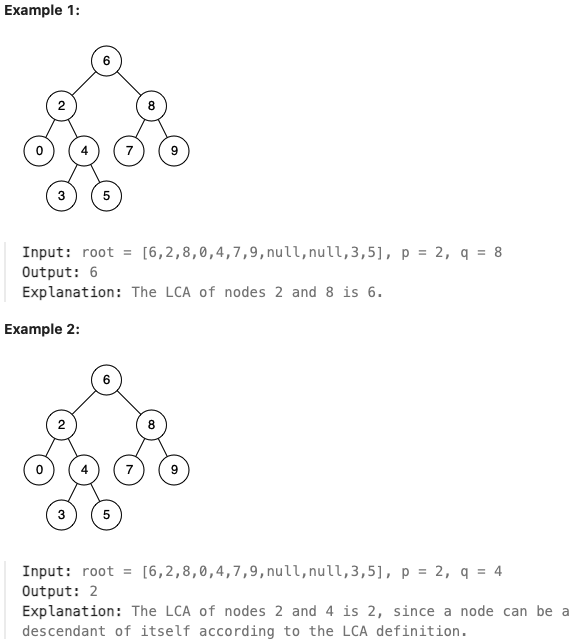 Example 1:
6
2 8
0 4 7 9
3 5
Input: root = [6,2,8,0,4,7,9,null,null,3,5], p = 2, q = 8
Output: 6
Explanation: The LCA of nodes 2 and 8 is 6.
Example 2:
6
2 8
0 4 7 9
3 5
Input: root = [6,2,8,0,4,7,9,null,null,3,5], p = 2, q = 4
Output: 2
Explanation: The LCA of nodes 2 and 4 is 2, since a node can be a
descendant of itself according to the LCA definition.